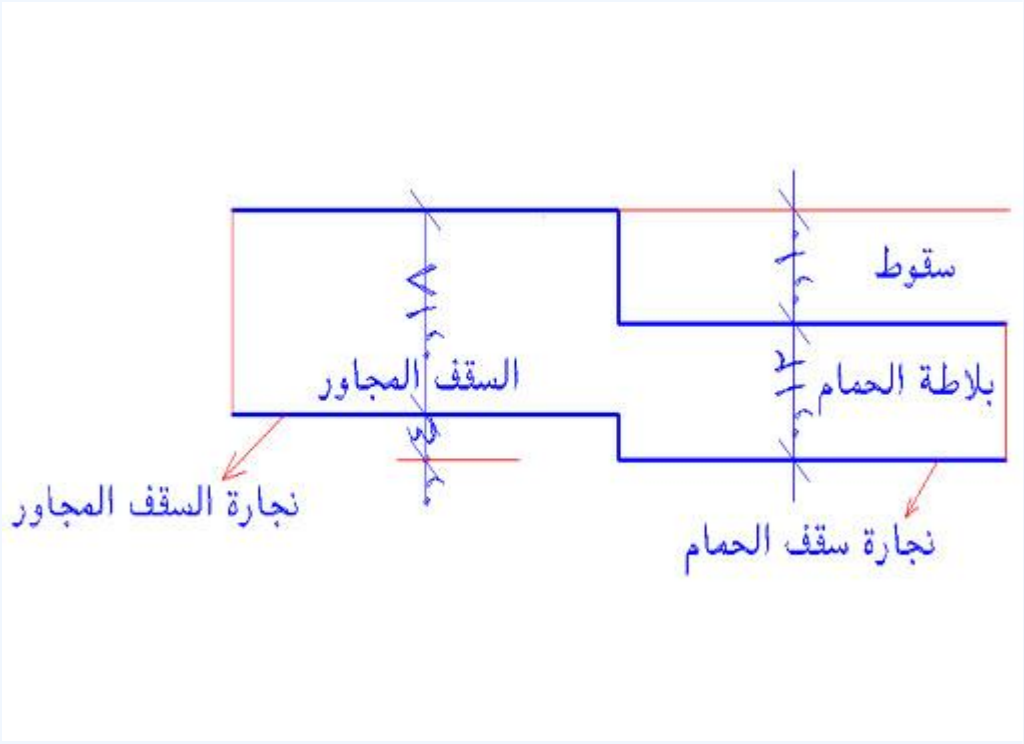 سقوط
السقف المجاور
بلاطة الحمام
نجارة السقف المجاور
نجارة سقف الحمام